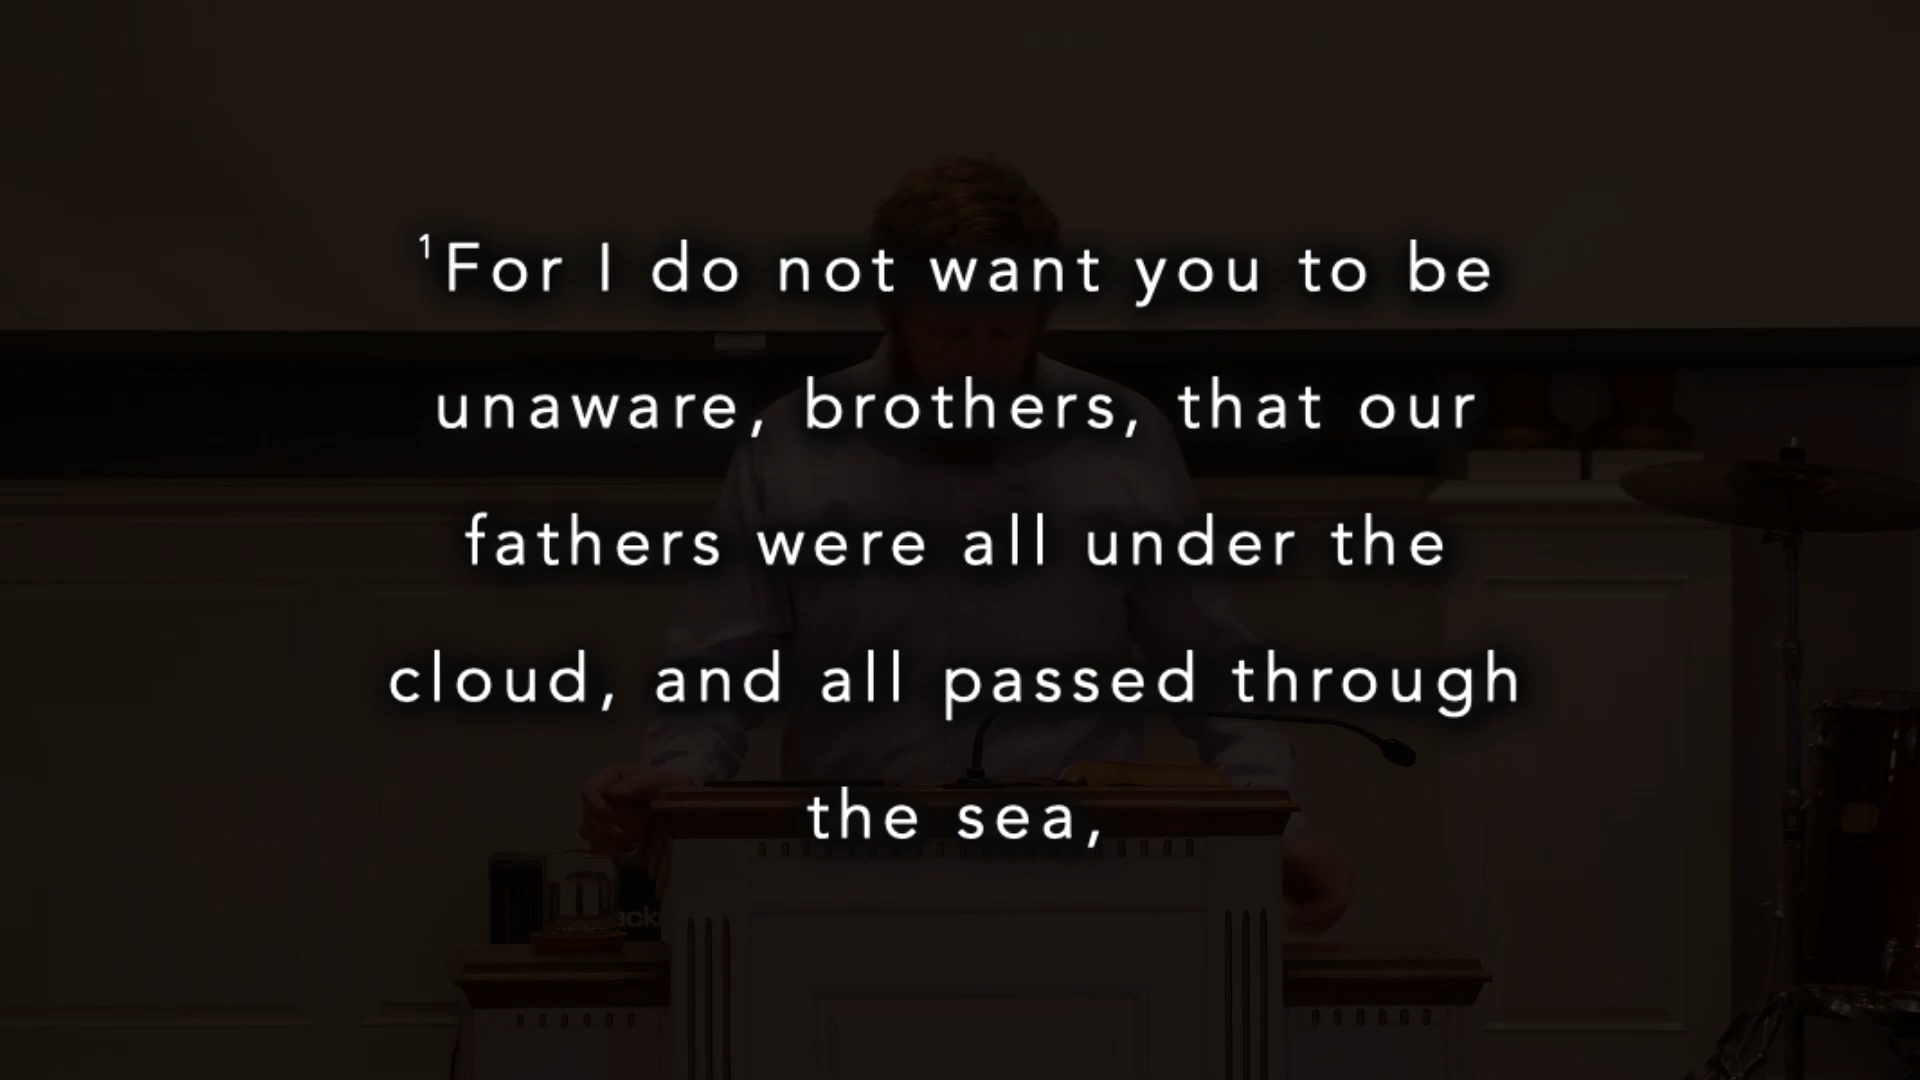 ¹For I do not want you to be
unaware, brothers, that our
fathers were all under the
cloud, and all passed through
the sea,